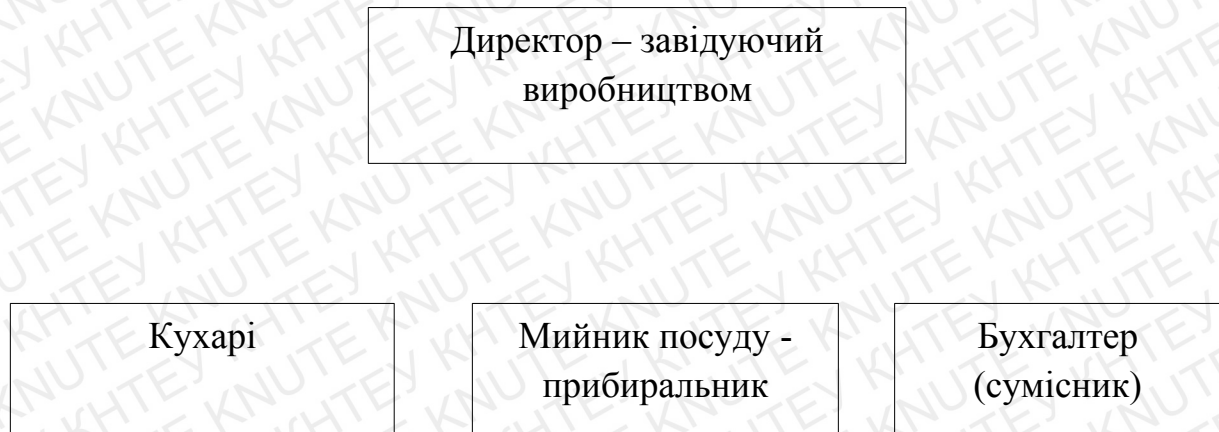 Директор – завідуючий
виробництвом
Кухарі
Мийник посуду -
прибиральник
Бухгалтер
(сумісник)